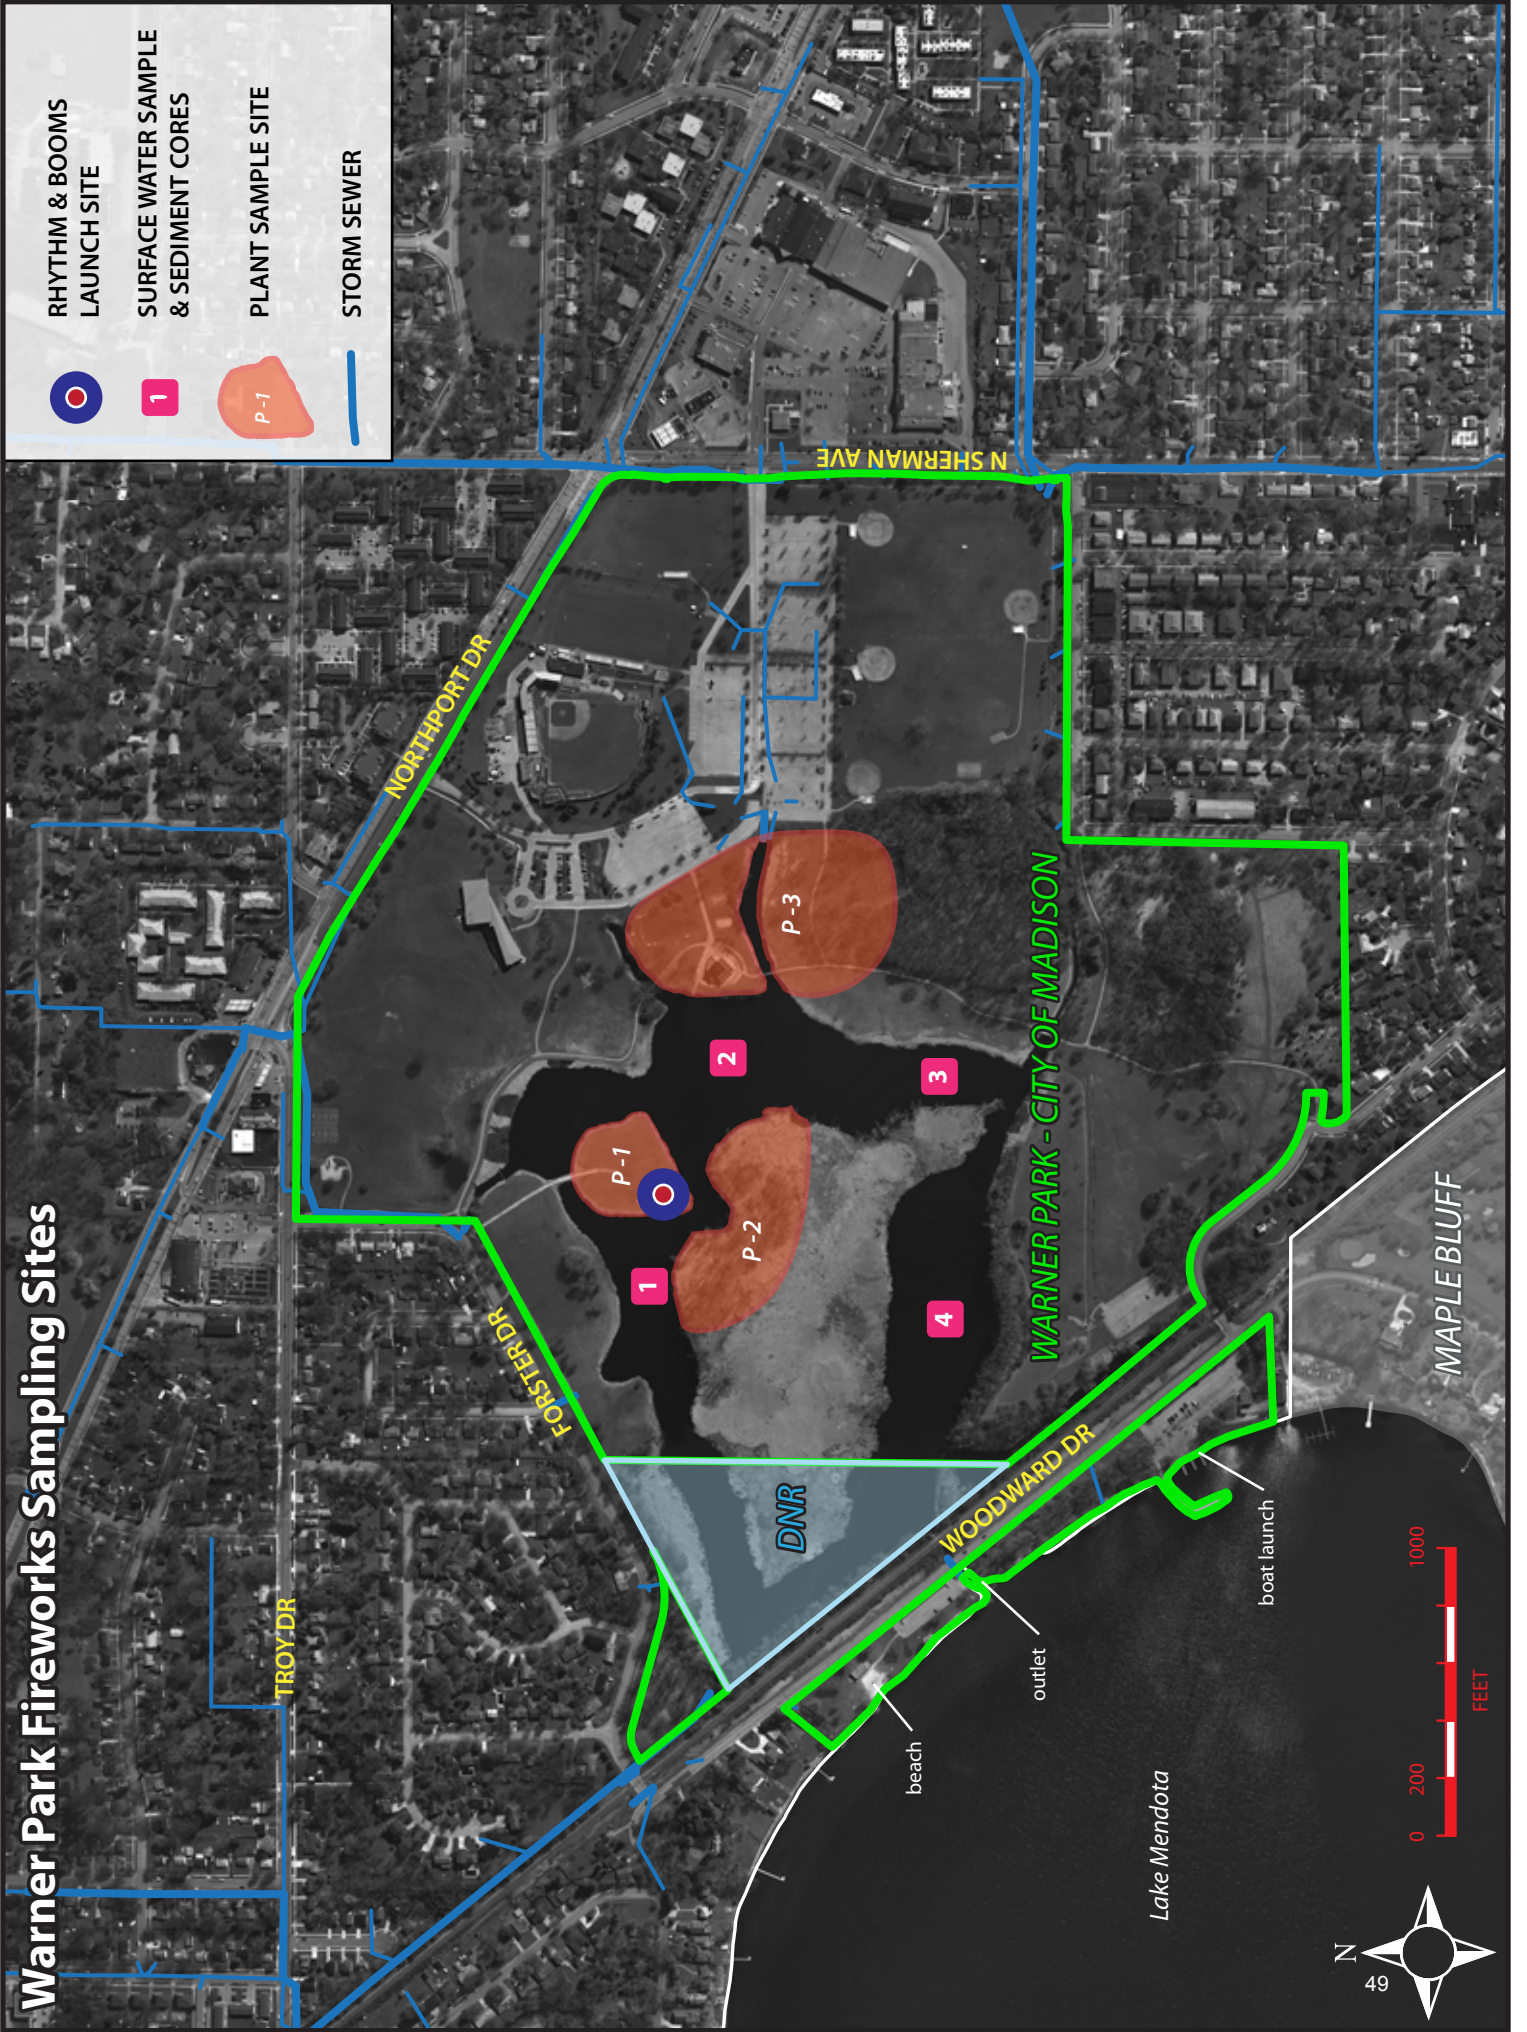 Warner Park Fireworks Sampling Sites
RHYTHM & BOOMS
LAUNCH SITE
1
SURFACE WATER SAMPLE
& SEDIMENT CORES
P-1
PLANT SAMPLE SITE
STORM SEWER
TROY DR
NORTHPORT DR
FORSTER DR
N SHERMAN AVE
P-1
1
2
P-2
P-3
DNR
3
4
WOODWARD DR
WARNER PARK - CITY OF MADISON
beach
outlet
boat launch
Lake Mendota
MAPLE BLUFF
N
49
0
200
1000
FEET